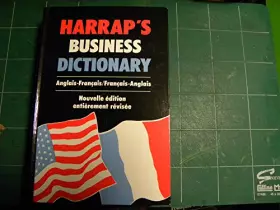 HARRAP'S
BUSINESS
DICTIONARY
Anglais-Français/Français-Anglais
Nouvelle édition
entièrement révisée